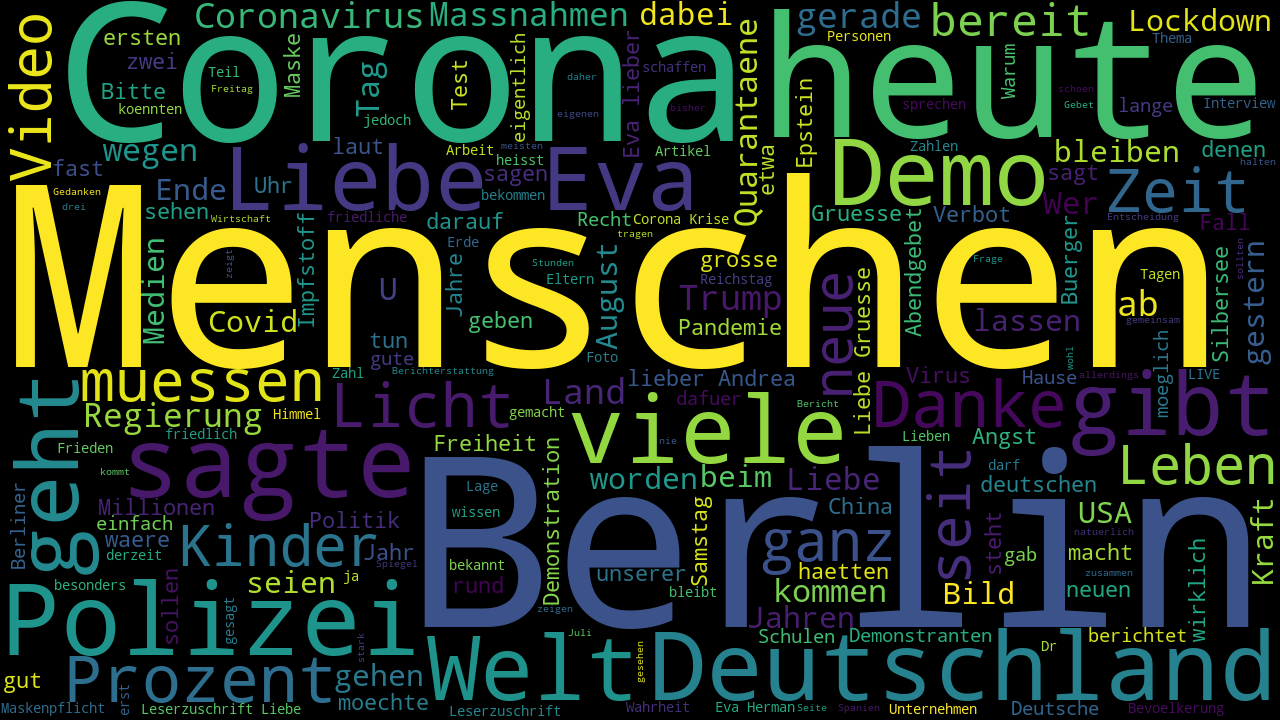 Coronavirus Massnahmen dabei gerade bereit Lockdown
ersten Corona heute
Personen Thema
zwei Teil Maske Tag Test eigentlich daher Eva lieber schaffen Warum
Video Bitte Freitag koennten jedoch eigenen bisher sprechen schoen Gebet lange Interview
Quarantaene etwa Epstein
wegen laut Arbeit meisten Artikel Demo Zahlen bleiben denen
fast Liebe heisst Eva sagen halten
Gedanken Ende Uhr bekommen sagt Zeit
drei sehen Wirtschaft friedliche darauf Recht Corona Krise Gruesse Verbot Wer Entscheidung Fall
tragen
Menschen
Medien zeigt Impfstoff Jahre Erde Stunden Eltern August grosse Reichstag Frage Buerger Tagen Silbersee sollten gestern
Covid U Trump neue Liebe Gruesse Abendgebet ab
geben Pandemie lassen gemeinsam
tun gute Foto wohl moeglich
muessen Zahl Berichterstattung lieber Andrea Virus Hause allerdings LIVE
Regierung Himmel Licht Land dafuer Bericht Danke gibt
gemacht viele
geht friedlich Freiheit nie Lieben Angst
Frieden sagte darf
kommt worden beim Liebe seit deutschen Leben
Berlin
Millionen Lage Demonstration Samstag China USA
Berliner einfach Politik wissen ganz steht natuerlich Kraft
waere Kinder Jahr gab macht
derzeit Spiegel bekannt unserer haetten zusammen
besonders seien ja rund bleibt kommen Bild neuen Wirklich
Polizei sollen gesagt zeigen Jahren
stark Juli Schulen Demonstranten berichtet
Welt gesehen Deutschland Dr
gut Prozent gehen
erst moechte
Maskenpflicht Leserzuschrift Liebe Leserzuschrift Wahrheit Eva Herman Seite Spanien Unternehmen Deutsche Bevoelkerung